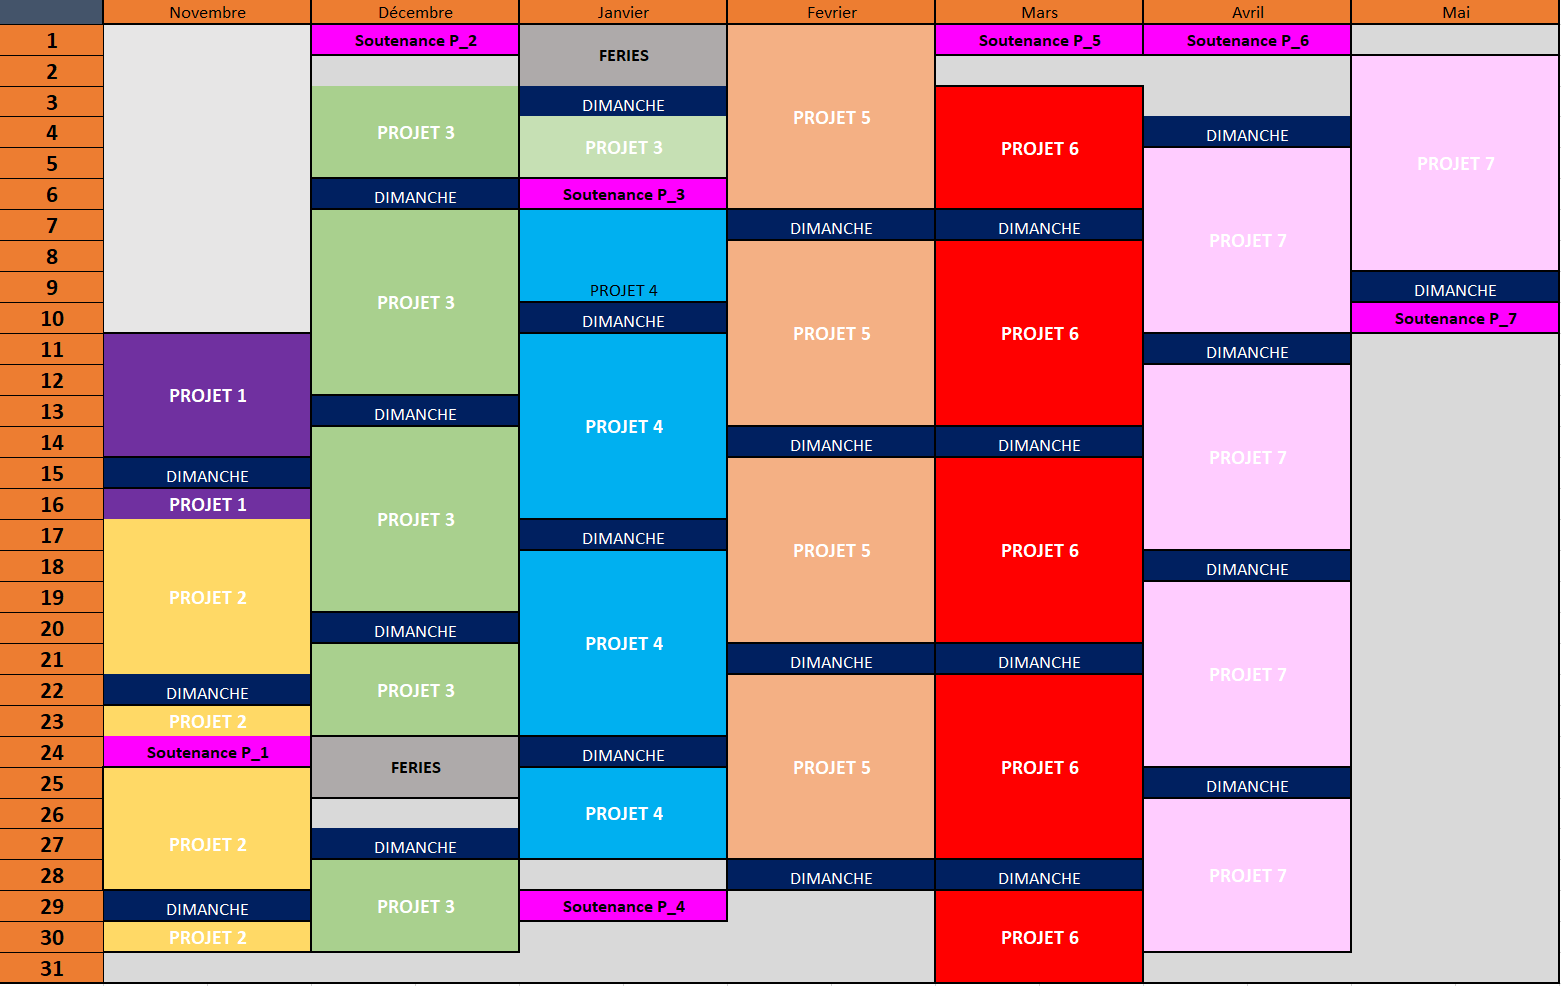 Novembre Décembre Janvier Fevrier Mars Avril Mai
1 Soutenance P_2 FERIES Soutenance P_5 Soutenance P_6
2
3 DIMANCHE
4 PROJET 3 PROJET 5 DIMANCHE
5 PROJET 3 PROJET 6 PROJET 7
6 DIMANCHE Soutenance P_3
7 DIMANCHE DIMANCHE
8 PROJET 7
9 PROJET 3 PROJET 4 DIMANCHE
10 DIMANCHE PROJET 5 PROJET 6 Soutenance P_7
11 DIMANCHE
12 PROJET 1
13 DIMANCHE PROJET 4
14 DIMANCHE DIMANCHE PROJET 7
15 DIMANCHE
16 PROJET 1 PROJET 3
17 DIMANCHE PROJET 5 PROJET 6
18 DIMANCHE
19 PROJET 2
20 DIMANCHE PROJET 4
21 DIMANCHE DIMANCHE PROJET 7
22 DIMANCHE PROJET 3
23 PROJET 2
24 Soutenance P_1 FERIES DIMANCHE PROJET 5 PROJET 6
25 DIMANCHE
26 PROJET 4
27 PROJET 2 DIMANCHE
28 DIMANCHE DIMANCHE PROJET 7
29 DIMANCHE PROJET 3 Soutenance P_4
30 PROJET 2 PROJET 6
31